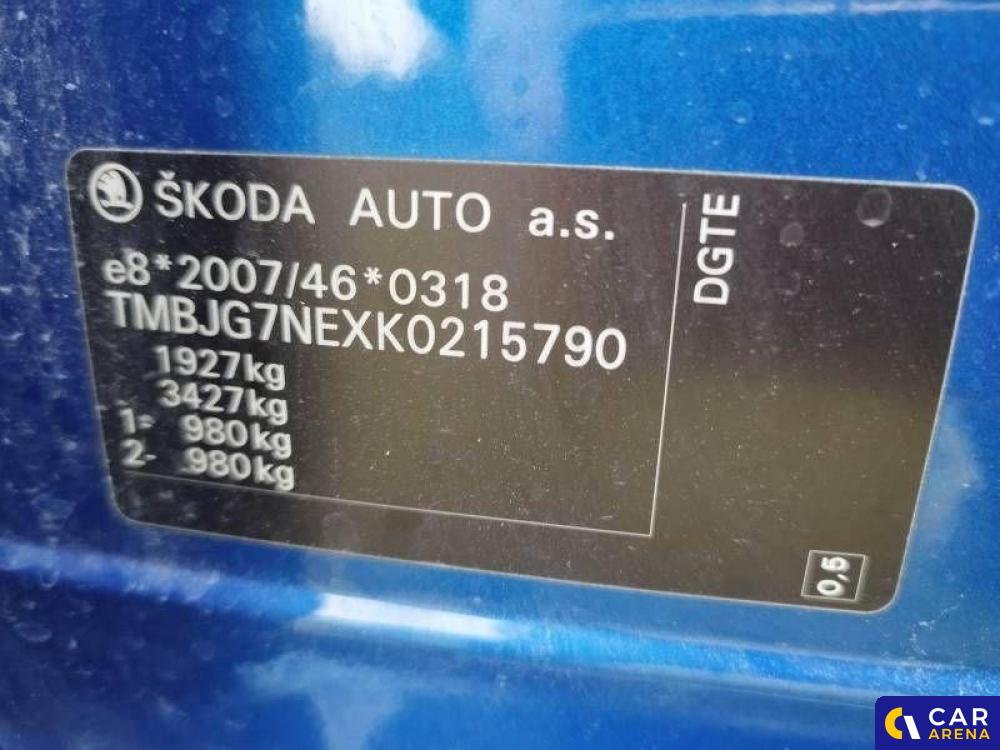 ŠKODA AUTO a.s.
e8*2007/46*0318
TMBJG7NEXK0215790
1927kg
3427kg
1- 980kg
2- 980kg
DGTE
0,5
CAR
ARENA